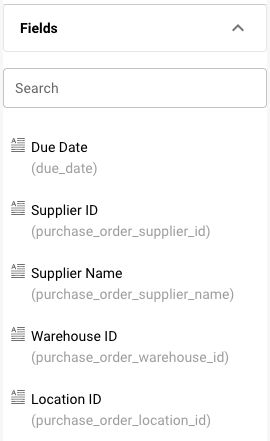 Fields
Search
Due Date
(due_date)
Supplier ID
(purchase_order_supplier_id)
Supplier Name
(purchase_order_supplier_name)
Warehouse ID
(purchase_order_warehouse_id)
Location ID
(purchase_order_location_id)